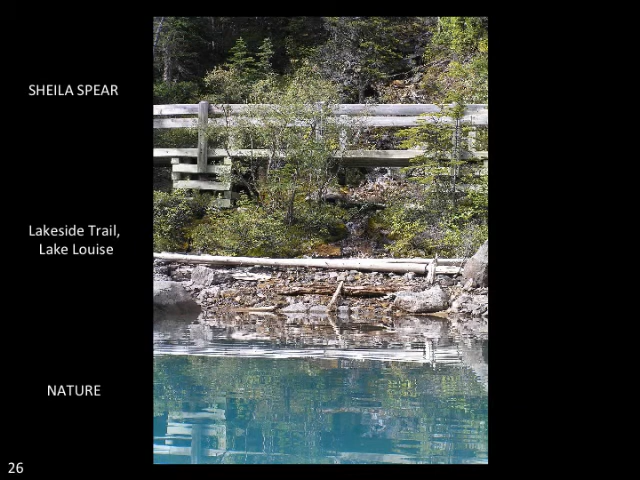 SHEILA SPEAR
Lakeside Trail,
Lake Louise
NATURE
26